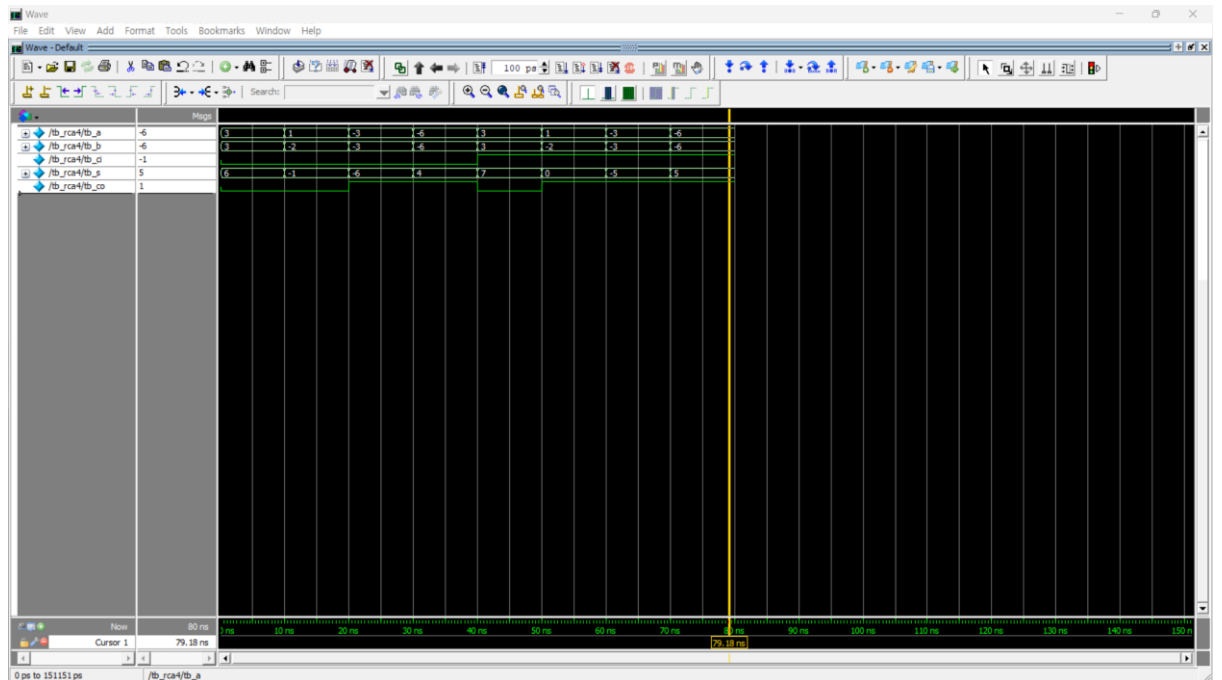 Wave
File Edit View Add Format Tools Bookmarks Window Help
Wave - Default
100 ps
Search:
Msgs
/tb_rca4/tb_a -6 3 1 -3 -6 3 1 -3 -6
/tb_rca4/tb_b -6 3 -2 -3 -6 3 -2 -3 -6
/tb_rca4/tb_ci -1
/tb_rca4/tb_s 5 6 -1 -6 4 7 0 -5 5
/tb_rca4/tb_co 1
Now 80 ns ns 10 ns 20 ns 30 ns 40 ns 50 ns 60 ns 70 ns 80 ns 90 ns 100 ns 110 ns 120 ns 130 ns 140 ns 150 n
Cursor 1 79.18 ns 79.18 ns
0 ps to 151151 ps /tb_rca4/tb_a